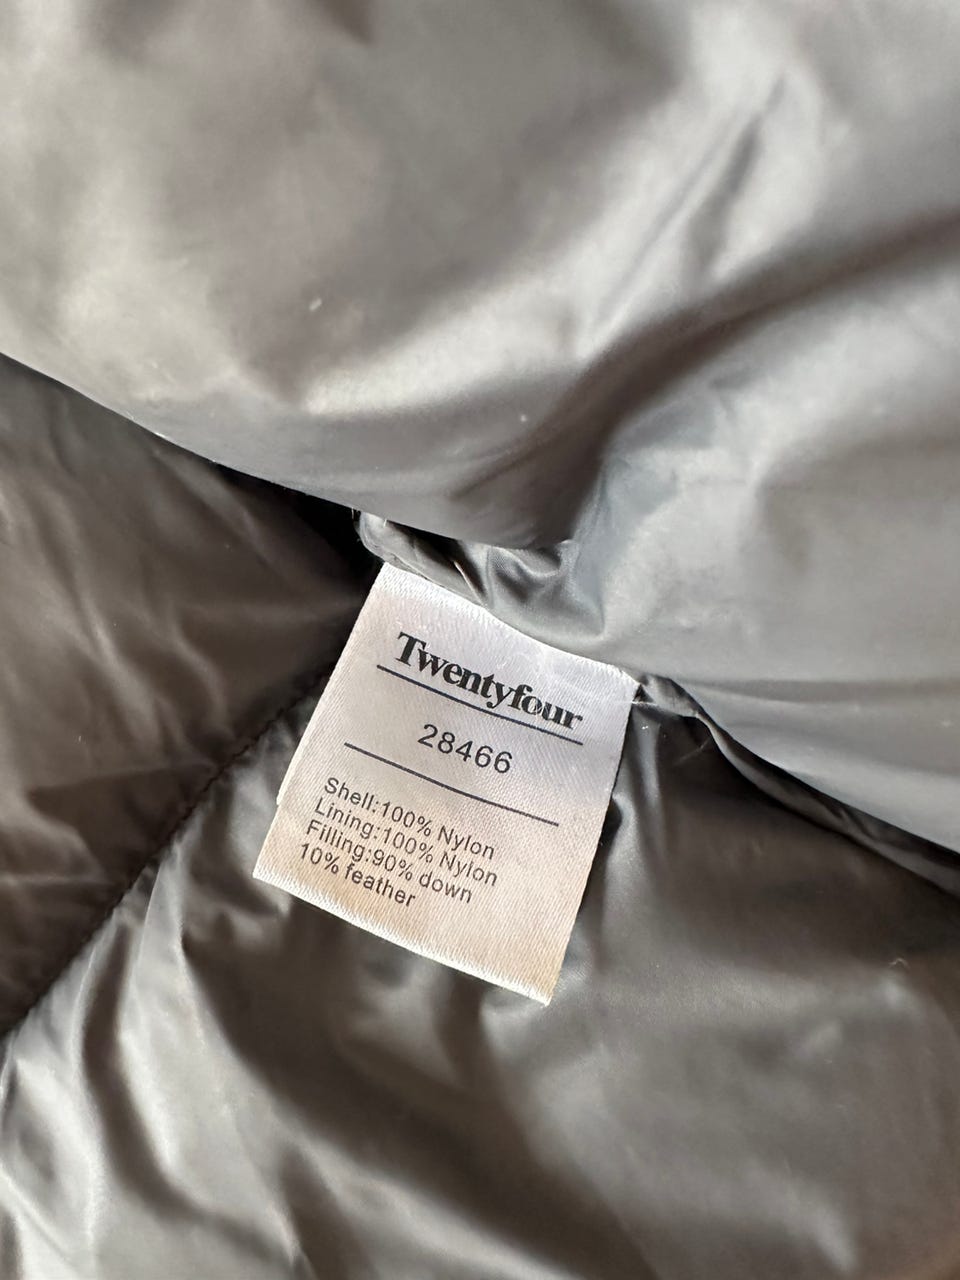 Twentyfour
28466
Shell:100% Nylon
Lining:100% Nylon
Filling:90% down
10% feather